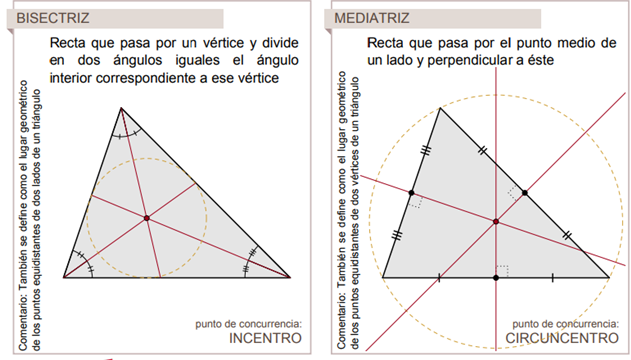 BISECTRIZ
Recta que pasa por un vértice y divide
en dos ángulos iguales el ángulo
interior correspondiente a ese vértice
Comentario: También se define como el lugar geométrico
de los puntos equidistantes de dos lados de un triángulo
punto de concurrencia:
INCENTRO
MEDIATRIZ
Recta que pasa por el punto medio de
un lado y perpendicular a éste
Comentario: También se define como el lugar geométrico
de los puntos equidistantes de dos vértices de un triángulo
punto de concurrencia:
CIRCUNCENTRO